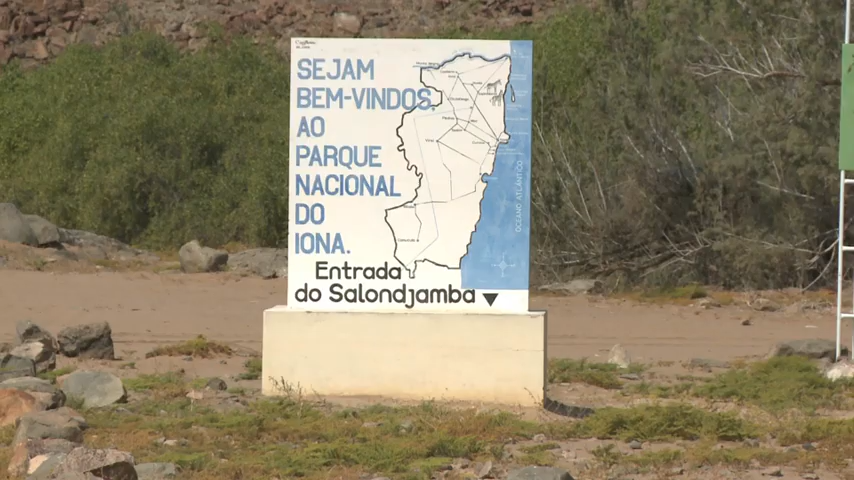 SEJAM
BEM-VINDOS,
AO
PARQUE
NACIONAL
DO
IONA.
Entrada
do Salondjamba
OCEANO ATLÂNTICO